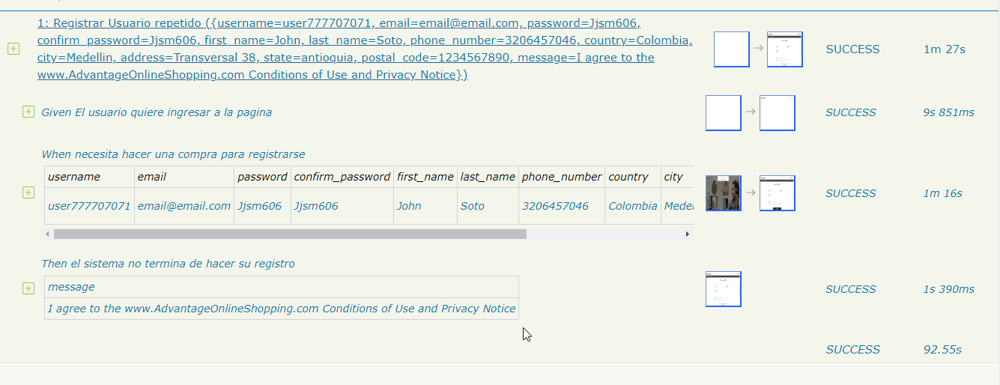 1: Registrar Usuario repetido ({username=user777707071, email=email@email.com, password=Jjsm606,
confirm_password=Jjsm606, first_name=John, last_name=Soto, phone_number=3206457046, country=Colombia,
city=Medellin, address=Transversal 38, state=antioquia, postal_code=1234567890, message=I agree to the
www.AdvantageOnlineShopping.com Conditions of Use and Privacy Notice})
SUCCESS 1m 27s
Given El usuario quiere ingresar a la pagina
SUCCESS 9s 851ms
When necesita hacer una compra para registrarse
username email password confirm_password first_name last_name phone_number country city
user777707071 email@email.com Jjsm606 Jjsm606 John Soto 3206457046 Colombia Medel
SUCCESS 1m 16s
Then el sistema no termina de hacer su registro
message
I agree to the www.AdvantageOnlineShopping.com Conditions of Use and Privacy Notice
SUCCESS 1s 390ms
SUCCESS 92.55s